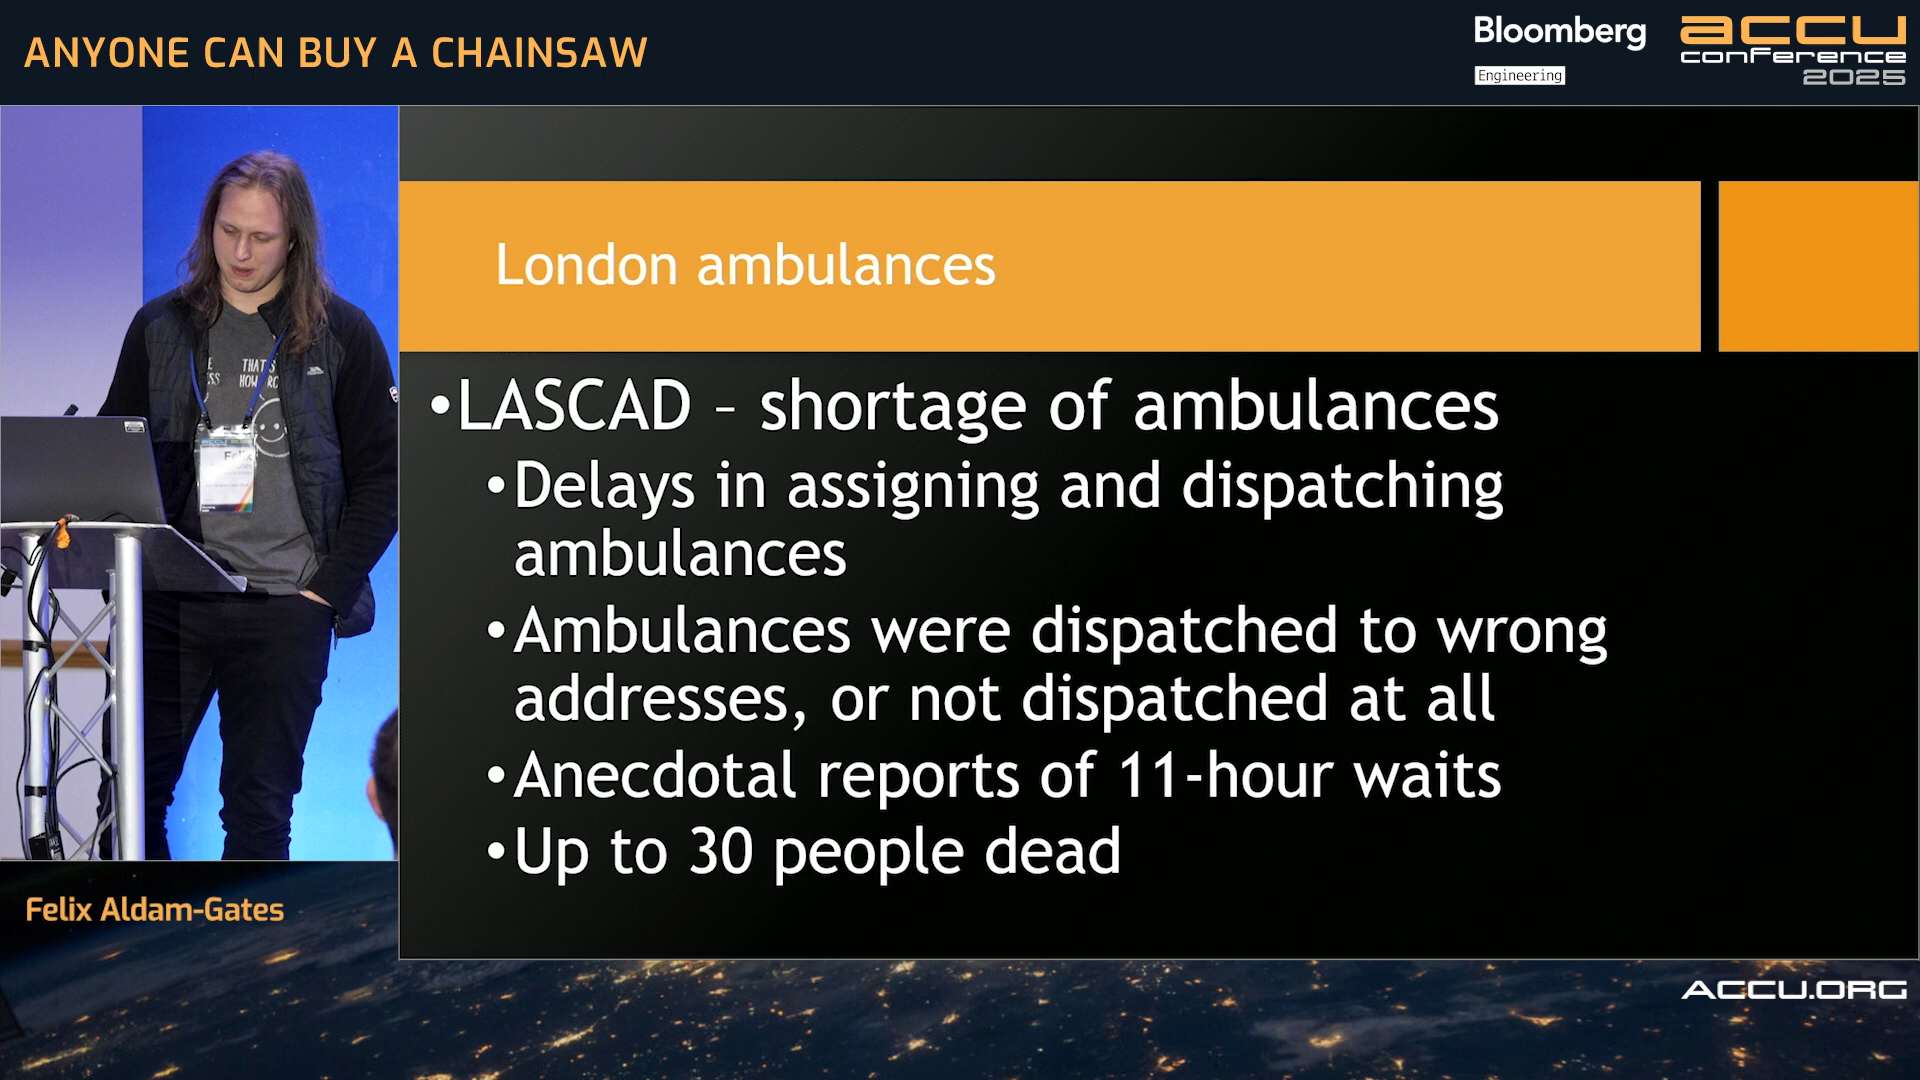 ANYONE CAN BUY A CHAINSAW
Bloomberg
Engineering
accu
conference
2025
London ambulances
•LASCAD – shortage of ambulances
•Delays in assigning and dispatching
ambulances
•Ambulances were dispatched to wrong
addresses, or not dispatched at all
•Anecdotal reports of 11-hour waits
•Up to 30 people dead
THAT'S
Felix
Felix Aldam-Gates
ACCU.ORG